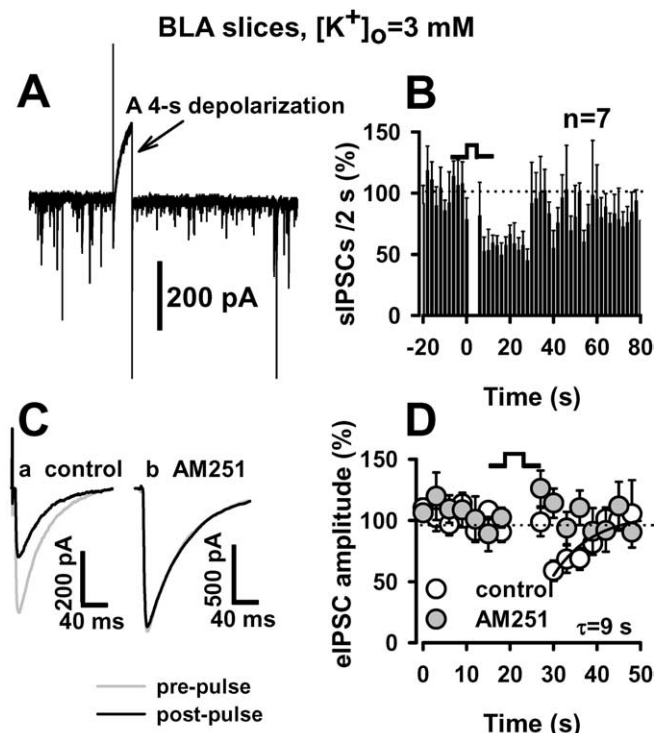 BLA slices, [K+]o=3 mM
A
A 4-s depolarization
200 pA
B
n=7
sIPSCs /2 s (%)
150
100
50
0
-20 0 20 40 60 80
Time (s)
C
a control
b AM251
200 pA
40 ms
500 pA
40 ms
pre-pulse
post-pulse
D
eIPSC amplitude (%)
150
100
50
0
control
AM251
τ=9 s
0 10 20 30 40 50
Time (s)